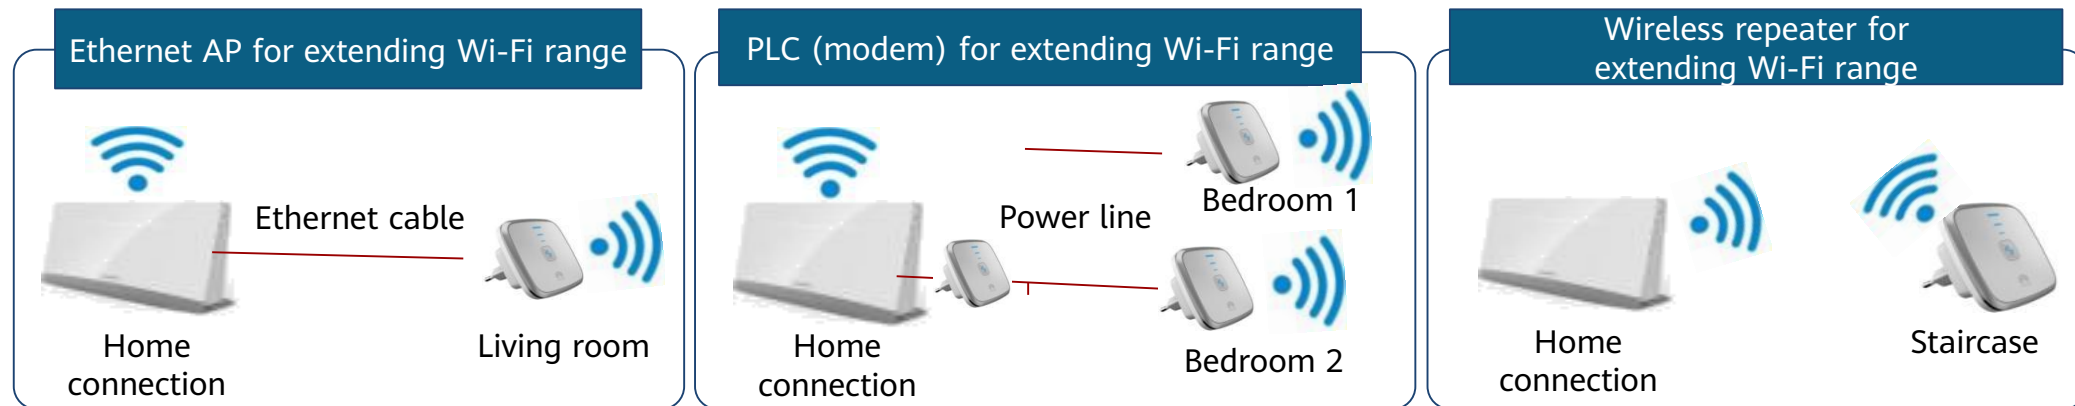 Ethernet AP for extending Wi-Fi range
Ethernet cable
Home
connection
Living room
PLC (modem) for extending Wi-Fi range
Power line
Bedroom 1
Home
connection
Bedroom 2
Wireless repeater for
extending Wi-Fi range
Home
connection
Staircase